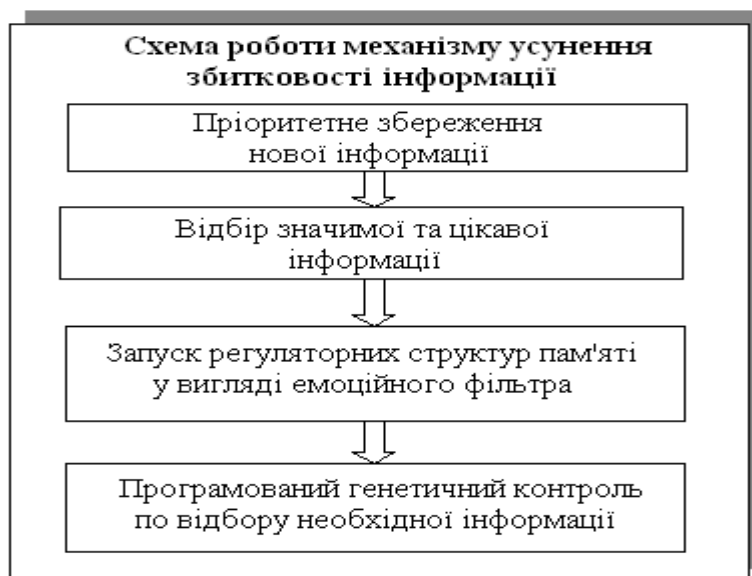 Схема роботи механізму усунення
збитковості інформації
Пріоритетне збереження
нової інформації
Відбір значимої та цікавої
інформації
Запуск регуляторних структур пам'яті
у вигляді емоційного фільтра
Програмований генетичний контроль
по відбору необхідної інформації